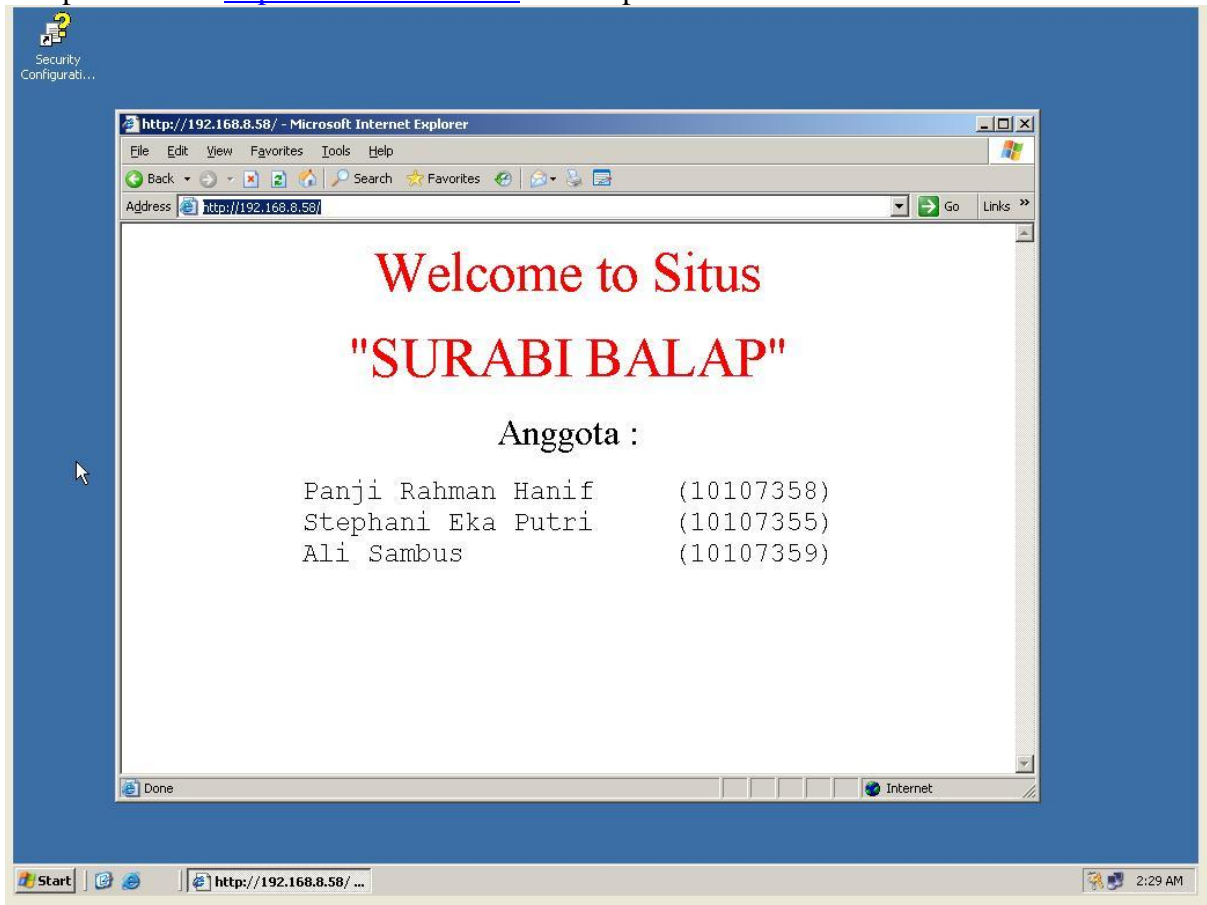 Security
Configurati...
http://192.168.8.58/ - Microsoft Internet Explorer
File Edit View Favorites Tools Help
Back Search Favorites
Address http://192.168.8.58/ Go Links »
Welcome to Situs
"SURABI BALAP"
Anggota :
Panji Rahman Hanif (10107358)
Stephani Eka Putri (10107355)
Ali Sambus (10107359)
Done Internet
Start http://192.168.8.58/ ... 2:29 AM